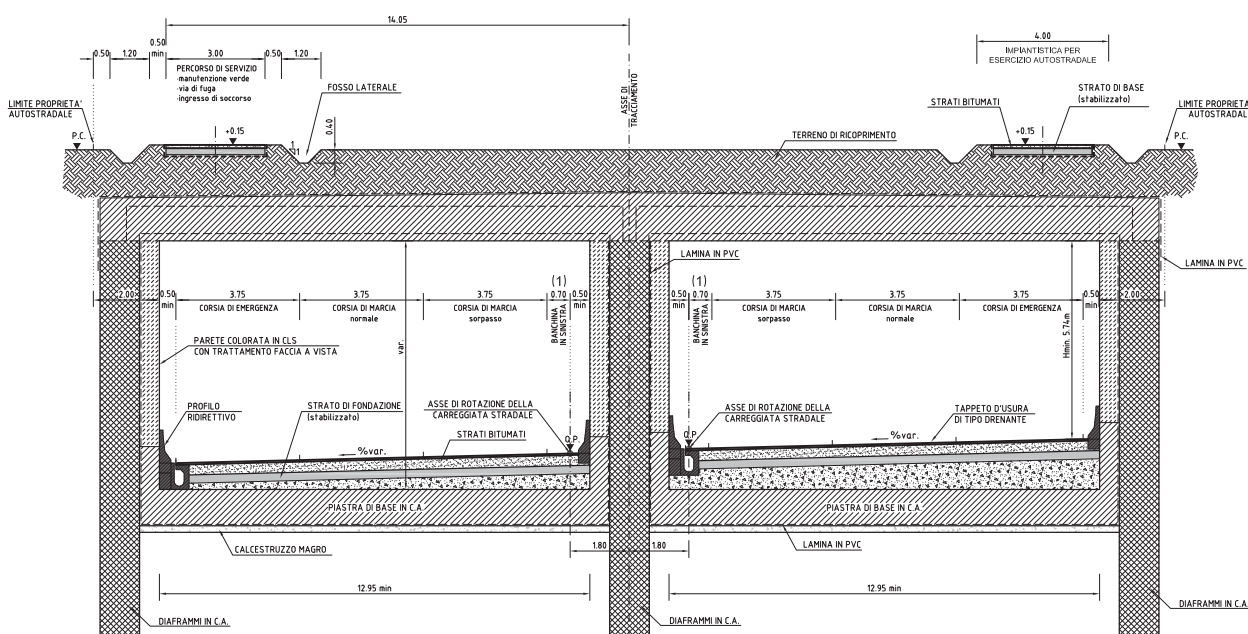 14.05
0.50
1.20
0.50
min
3.00
0.50
1.20
4.00
IMPIANTISTICA PER
ESERCIZIO AUTOSTRADALE
PERCORSO DI SERVIZIO
-manutenzione verde
-via di fuga
-ingresso di soccorso
FOSSO LATERALE
ASSE DI
TRACCIAMENTO
STRATO DI BASE
(stabilizzato)
STRATI BITUMATI
LIMITE PROPRIETA'
AUTOSTRADALE
LIMITE PROPRIETA'
AUTOSTRADAL
P.C.
+0.15
1
1
0.40
TERRENO DI RICOPRIMENTO
+0.15
P.C.
LAMINA IN PVC
LAMINA IN PVC
(1)
(1)
2.00
0.50
min
3.75
3.75
3.75
0.70
0.50
min
CORSIA DI EMERGENZA
CORSIA DI MARCIA
normale
CORSIA DI MARCIA
sorpasso
BANCHINA
IN SINISTRA
0.50
min
0.70
3.75
3.75
3.75
0.50
min
>2.00
BANCHINA
IN SINISTRA
CORSIA DI MARCIA
sorpasso
CORSIA DI MARCIA
normale
CORSIA DI EMERGENZA
var.
Hmin. 5.74m
PARETE COLORATA IN CLS
CON TRATTAMENTO FACCIA A VISTA
PROFILO
RIDIRETTIVO
STRATO DI FONDAZIONE
(stabilizzato)
ASSE DI ROTAZIONE DELLA
CARREGGIATA STRADALE
STRATI BITUMATI
Q.P.
%var.
ASSE DI ROTAZIONE DELLA
CARREGGIATA STRADALE
TAPPETO D'USURA
DI TIPO DRENANTE
Q.P.
%var.
PIASTRA DI BASE IN C.A.
PIASTRA DI BASE IN C.A.
CALCESTRUZZO MAGRO
1.80
1.80
LAMINA IN PVC
12.95 min
12.95 min
DIAFRAMMI IN C.A.
DIAFRAMMI IN C.A.
DIAFRAMMI IN C.A.